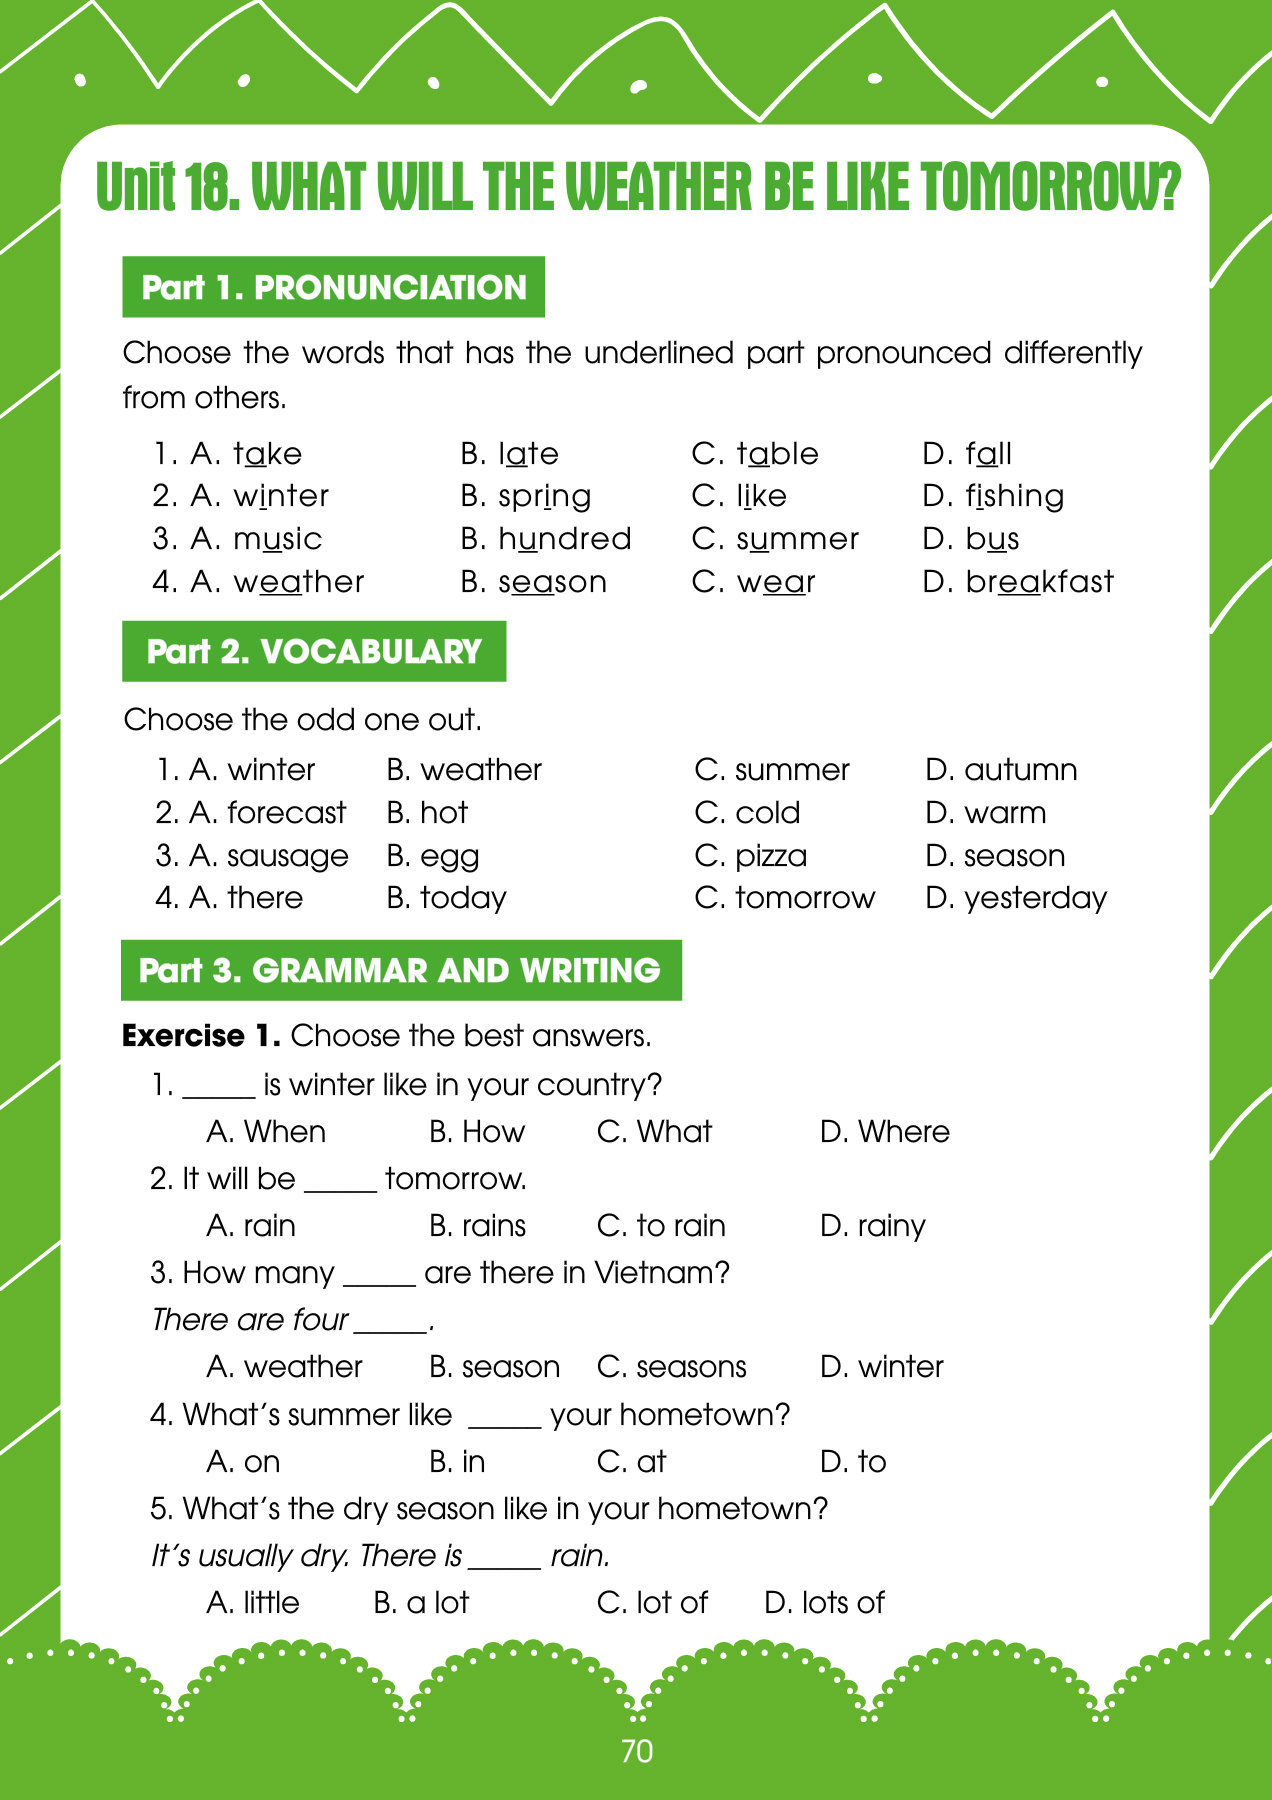 Unit 18. WHAT WILL THE WEATHER BE LIKE TOMORROW?
Part 1. PRONUNCIATION
Choose the words that has the underlined part pronounced differently
from others.
1. A. take B. late C. table D. fall
2. A. winter B. spring C. like D. fishing
3. A. music B. hundred C. summer D. bus
4. A. weather B. season C. wear D. breakfast
Part 2. VOCABULARY
Choose the odd one out.
1. A. winter B. weather C. summer D. autumn
2. A. forecast B. hot C. cold D. warm
3. A. sausage B. egg C. pizza D. season
4. A. there B. today C. tomorrow D. yesterday
Part 3. GRAMMAR AND WRITING
Exercise 1. Choose the best answers.
1. _____ is winter like in your country?
A. When B. How C. What D. Where
2. It will be _____ tomorrow.
A. rain B. rains C. to rain D. rainy
3. How many _____ are there in Vietnam?
There are four _____.
A. weather B. season C. seasons D. winter
4. What's summer like _____ your hometown?
A. on B. in C. at D. to
5. What's the dry season like in your hometown?
It's usually dry. There is _____ rain.
A. little B. a lot C. lot of D. lots of
70